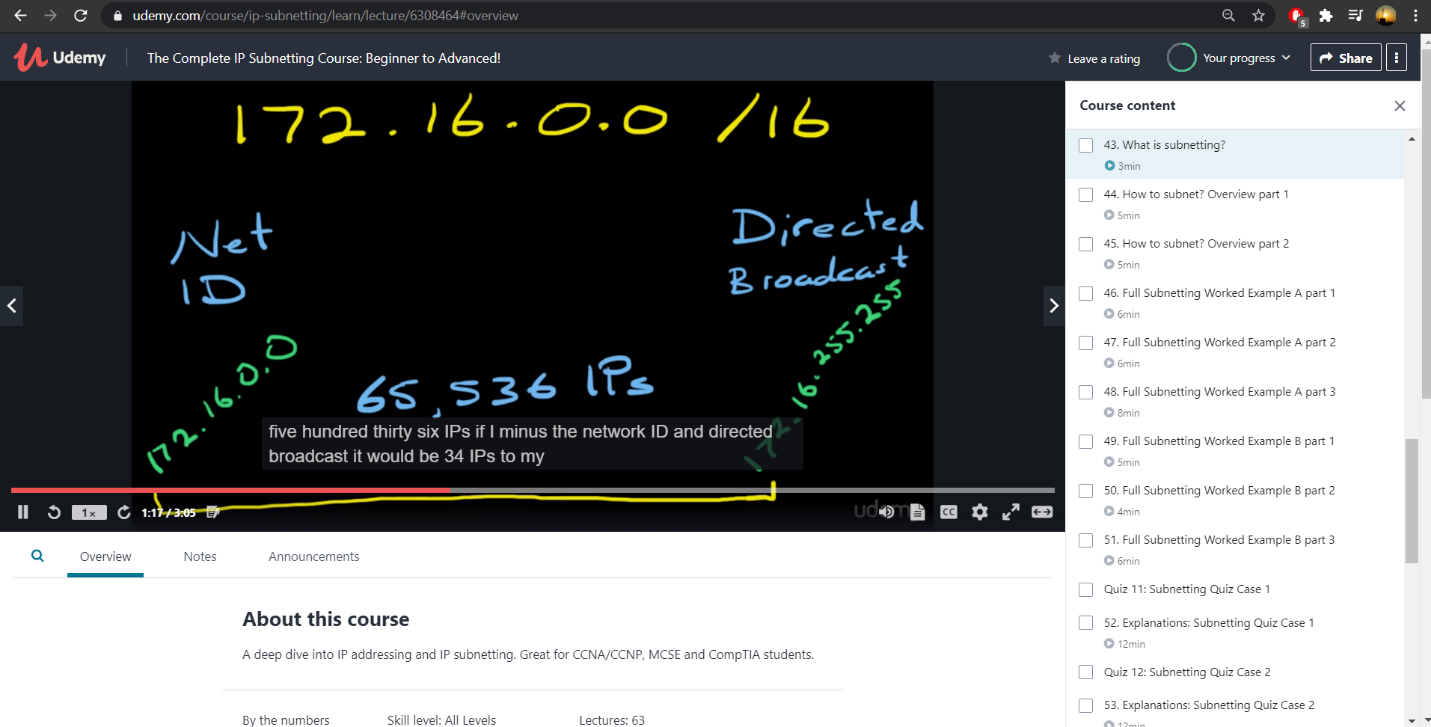 udemy.com/course/ip-subnetting/learn/lecture/6308464#overview
5
Udemy
The Complete IP Subnetting Course: Beginner to Advanced!
Leave a rating
Your progress
Share
172.16.0.0 /16
Net
ID
Directed
Broadcast
172.16.0.0
65,536 IPs
172.16.255.255
five hundred thirty six IPs if I minus the network ID and directed
broadcast it would be 34 IPs to my
1x
1:17 / 3:05
udemy
CC
Overview
Notes
Announcements
About this course
A deep dive into IP addressing and IP subnetting. Great for CCNA/CCNP, MCSE and CompTIA students.
By the numbers
Skill level: All Levels
Lectures: 63
Course content
43. What is subnetting?
3min
44. How to subnet? Overview part 1
5min
45. How to subnet? Overview part 2
5min
46. Full Subnetting Worked Example A part 1
6min
47. Full Subnetting Worked Example A part 2
6min
48. Full Subnetting Worked Example A part 3
8min
49. Full Subnetting Worked Example B part 1
5min
50. Full Subnetting Worked Example B part 2
4min
51. Full Subnetting Worked Example B part 3
6min
Quiz 11: Subnetting Quiz Case 1
52. Explanations: Subnetting Quiz Case 1
12min
Quiz 12: Subnetting Quiz Case 2
53. Explanations: Subnetting Quiz Case 2
12min